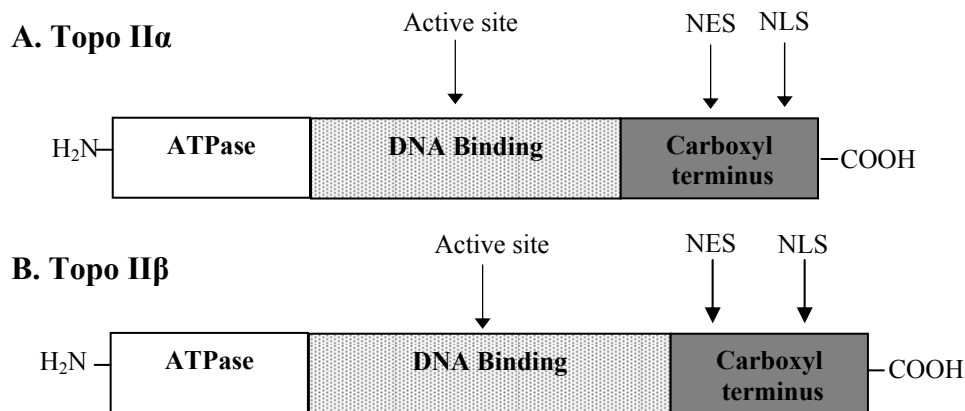 A. Topo IIα
Active site
NES
NLS
H₂N
ATPase
DNA Binding
Carboxyl
terminus
COOH
B. Topo IIβ
Active site
NES
NLS
H₂N
ATPase
DNA Binding
Carboxyl
terminus
COOH